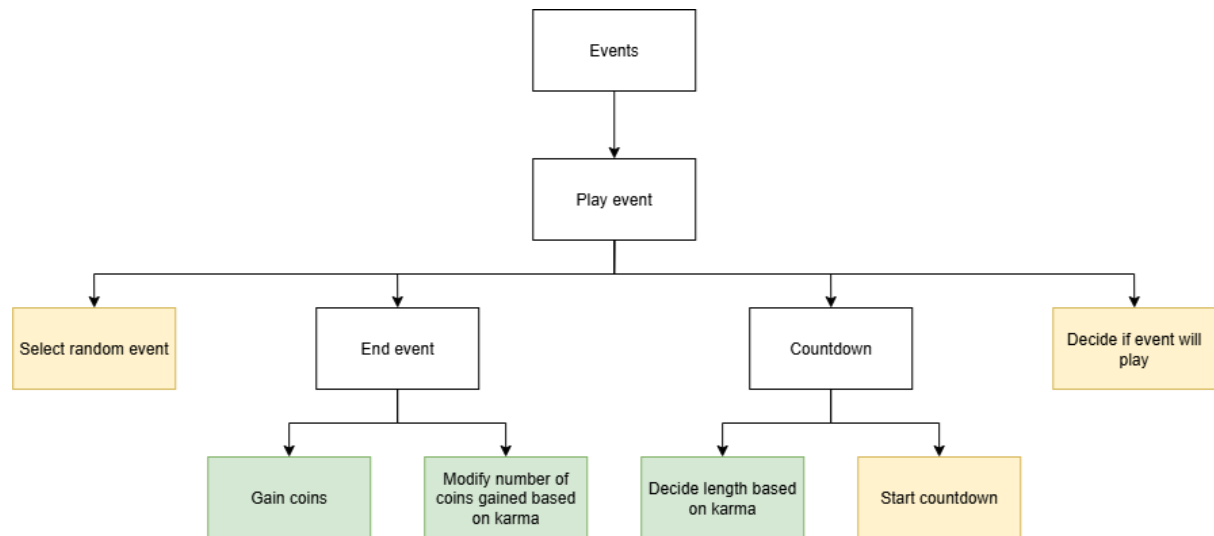 Events
Play event
Select random event
End event
Countdown
Decide if event will
play
Gain coins
Modify number of
coins gained based
on karma
Decide length based
on karma
Start countdown